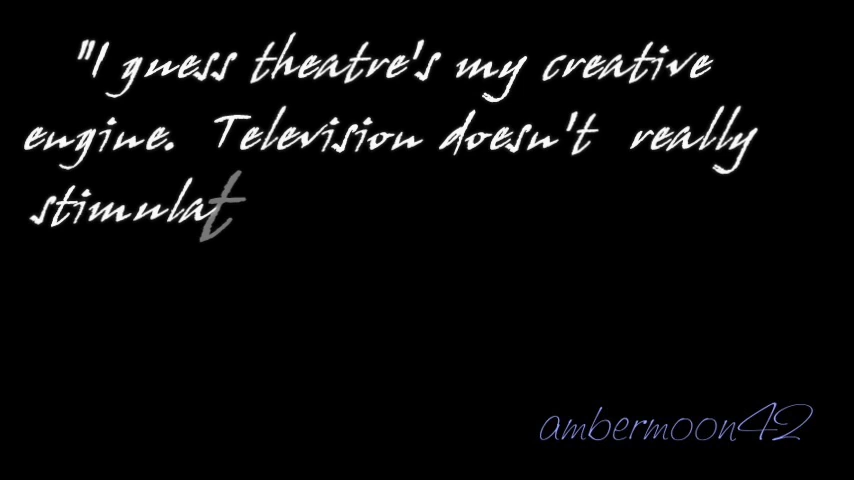 "I guess theatre's my creative
engine. Television doesn't really
stimulat
ambermoon42